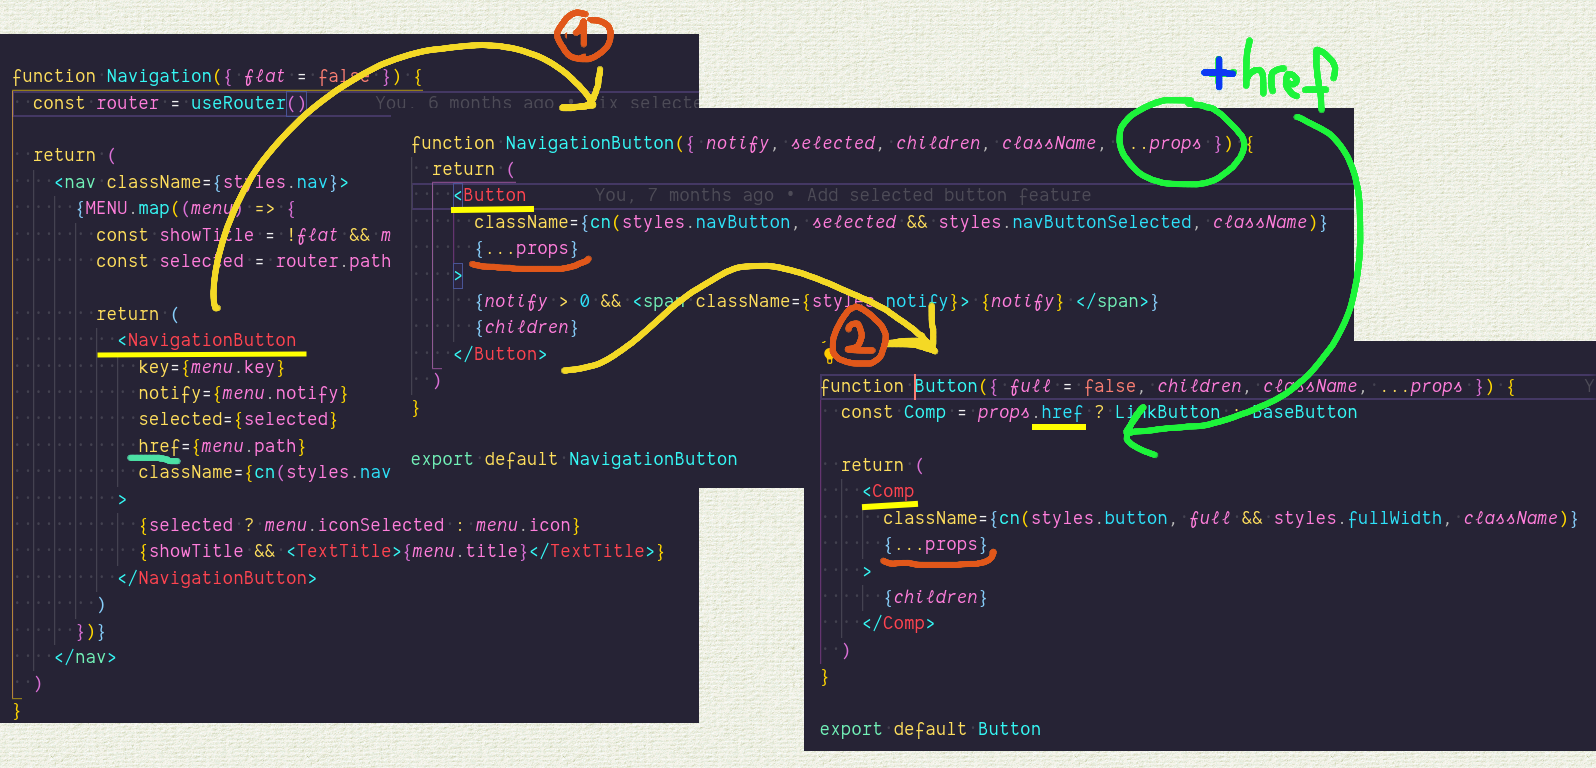 1
+href
function Navigation({ flat = false }) {
const router = useRouter() You, 6 months ago • Fix selecte
return (
<nav className={styles.nav}>
{MENU.map((menu) => {
const showTitle = !flat && m
const selected = router.path
return (
<NavigationButton
key={menu.key}
notify={menu.notify}
selected={selected}
href={menu.path}
className={cn(styles.nav
>
{selected ? menu.iconSelected : menu.icon}
{showTitle && <TextTitle>{menu.title}</TextTitle>}
</NavigationButton>
)
})}
</nav>
)
}
function NavigationButton({ notify, selected, children, className, ...props }) {
return (
<Button You, 7 months ago • Add selected button feature
className={cn(styles.navButton, selected && styles.navButtonSelected, className)}
{...props}
>
{notify > 0 && <span className={styles.notify}> {notify} </span>}
{children}
</Button>
)
}
export default NavigationButton
2
function Button({ full = false, children, className, ...props }) { Y
const Comp = props.href ? LinkButton : BaseButton
return (
<Comp
className={cn(styles.button, full && styles.fullWidth, className)}
{...props}
>
{children}
</Comp>
)
}
export default Button